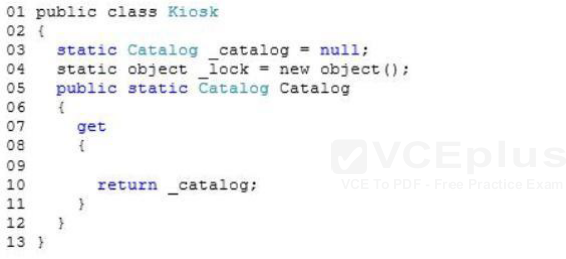 01 public class Kiosk
02 {
03 static Catalog _catalog = null;
04 static object _lock = new object();
05 public static Catalog Catalog
06 {
07 get
08 {
09
10 return _catalog;
11 }
12 }
13 }
VCEplus
VCE To PDF - Free Practice Exam